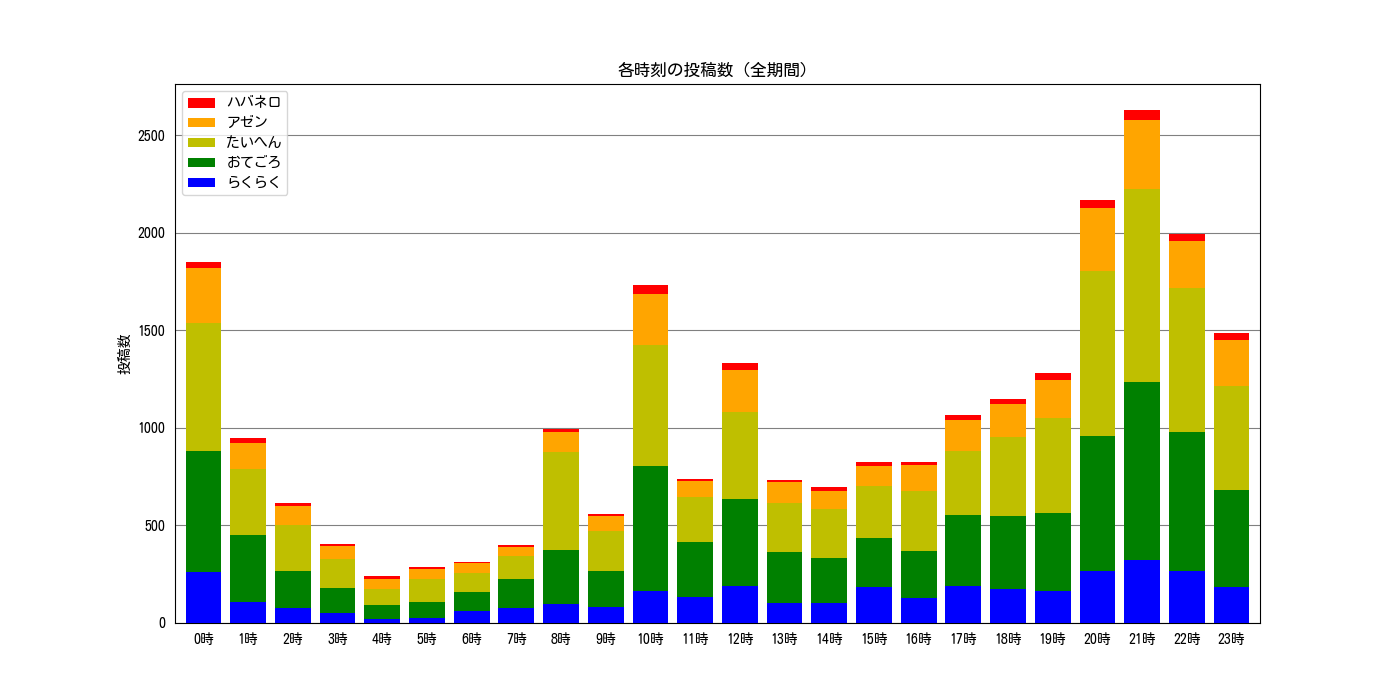 各時刻の投稿数（全期間）
ハバネロ
アゼン
たいへん
おてごろ
らくらく
投稿数
2500
2000
1500
1000
500
0
0時 1時 2時 3時 4時 5時 6時 7時 8時 9時 10時 11時 12時 13時 14時 15時 16時 17時 18時 19時 20時 21時 22時 23時